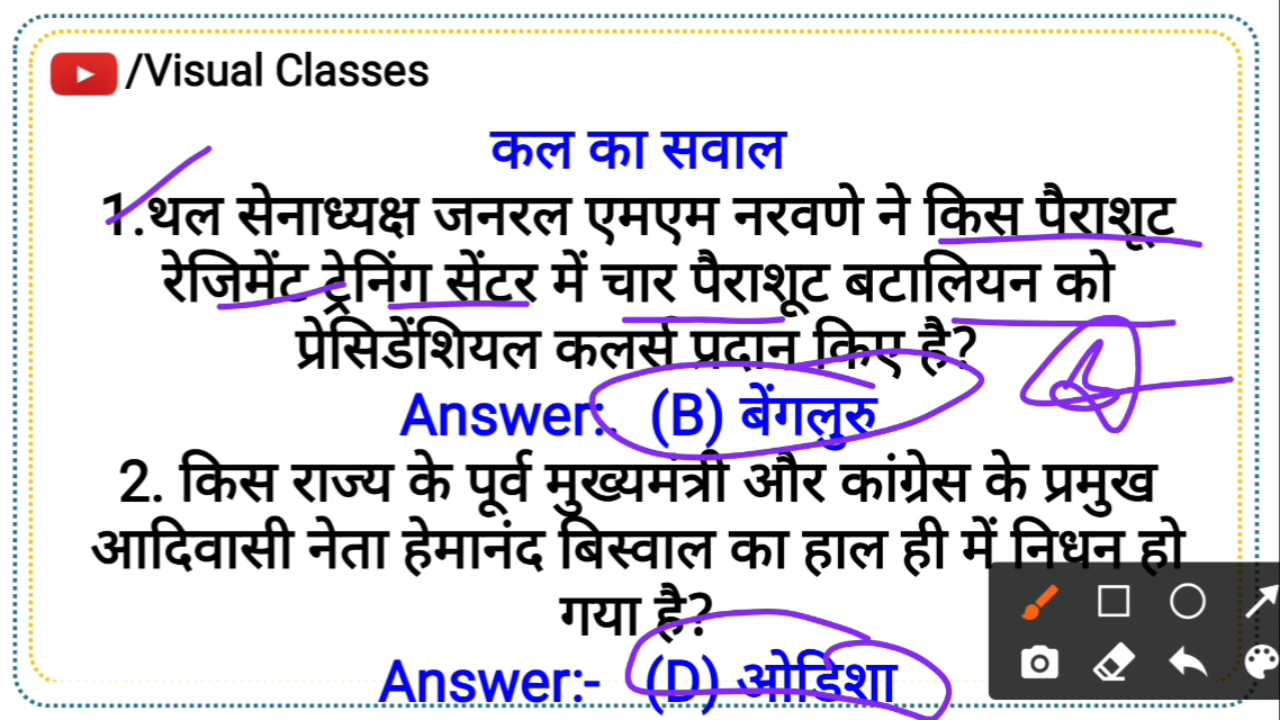 /Visual Classes
कल का सवाल
1.थल सेनाध्यक्ष जनरल एमएम नरवणे ने किस पैराशूट
रेजिमेंट ट्रेनिंग सेंटर में चार पैराशूट बटालियन को
प्रेसिडेंशियल कलर्स प्रदान किए है?
Answer:. (B) बेंगलुरु
2. किस राज्य के पूर्व मुख्यमंत्री और कांग्रेस के प्रमुख
आदिवासी नेता हेमानंद बिस्वाल का हाल ही में निधन हो
गया है?
Answer:- (D) ओडिशा